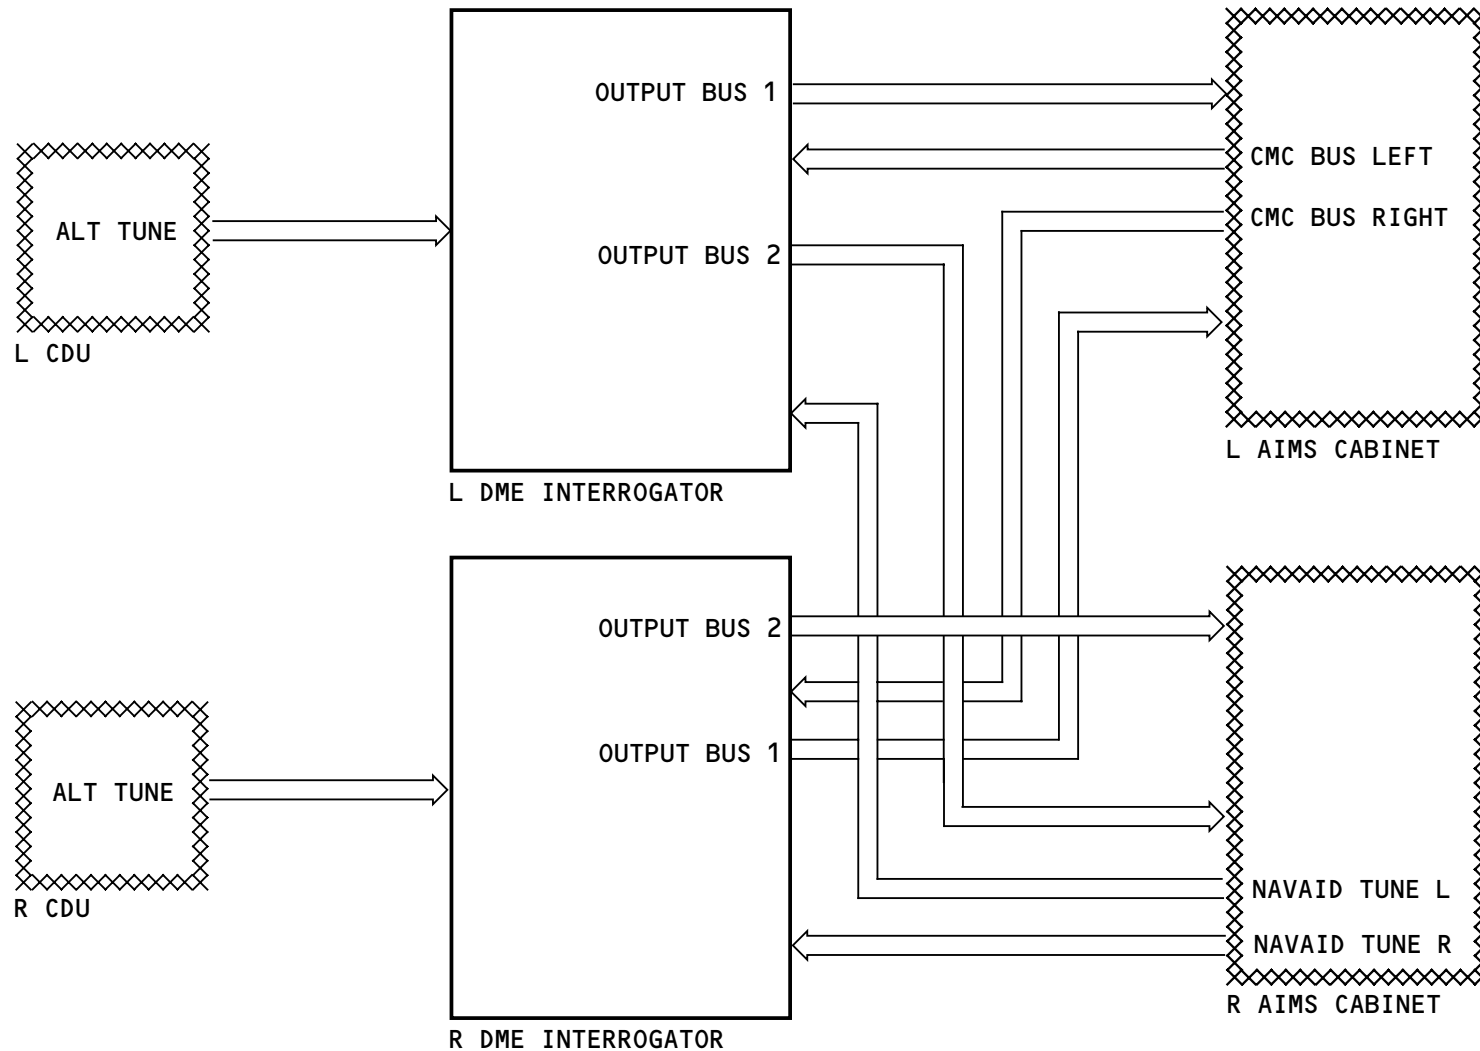 OUTPUT BUS 1
CMC BUS LEFT
CMC BUS RIGHT
ALT TUNE
OUTPUT BUS 2
L CDU
L AIMS CABINET
L DME INTERROGATOR
OUTPUT BUS 2
OUTPUT BUS 1
ALT TUNE
NAVAID TUNE L
R CDU
NAVAID TUNE R
R AIMS CABINET
R DME INTERROGATOR